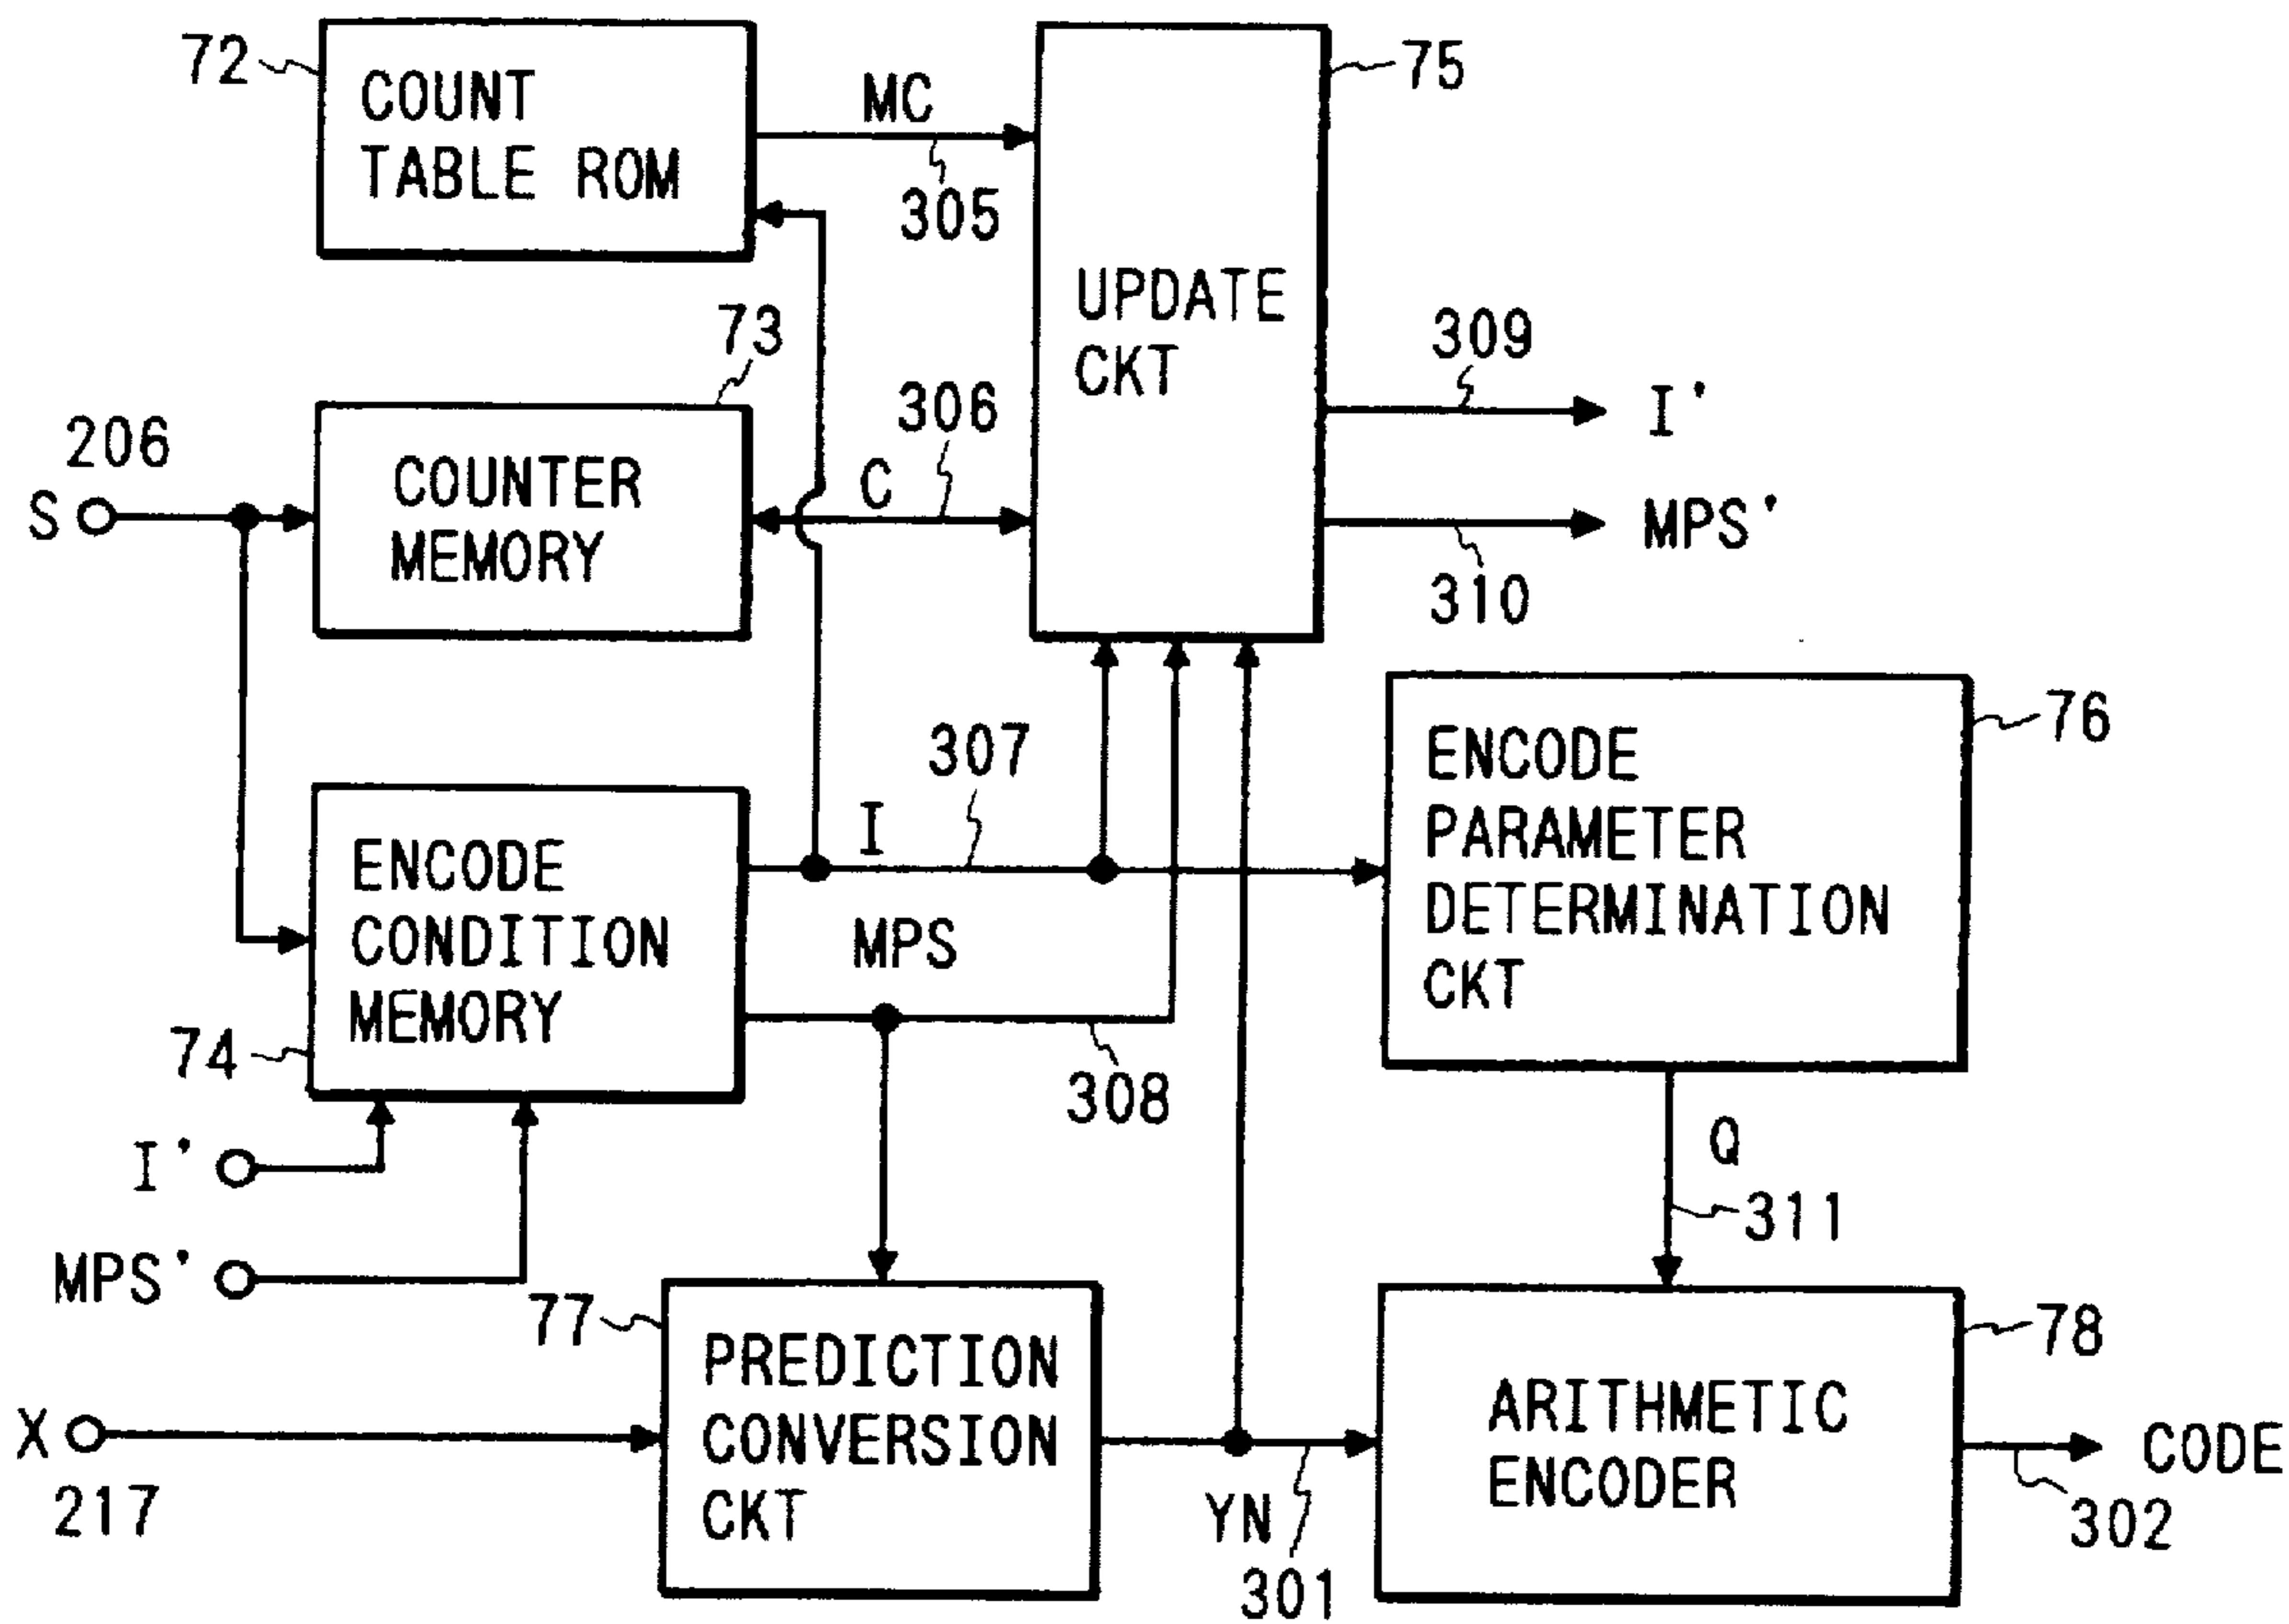 72
COUNT
TABLE ROM
MC
305
75
UPDATE
CKT
73
COUNTER
MEMORY
206
S
306
C
309
I'
MPS'
310
307
I
76
ENCODE
PARAMETER
DETERMINATION
CKT
ENCODE
CONDITION
MEMORY
74
MPS
308
I'
MPS'
Q
311
77
PREDICTION
CONVERSION
CKT
X
217
YN
301
78
ARITHMETIC
ENCODER
CODE
302